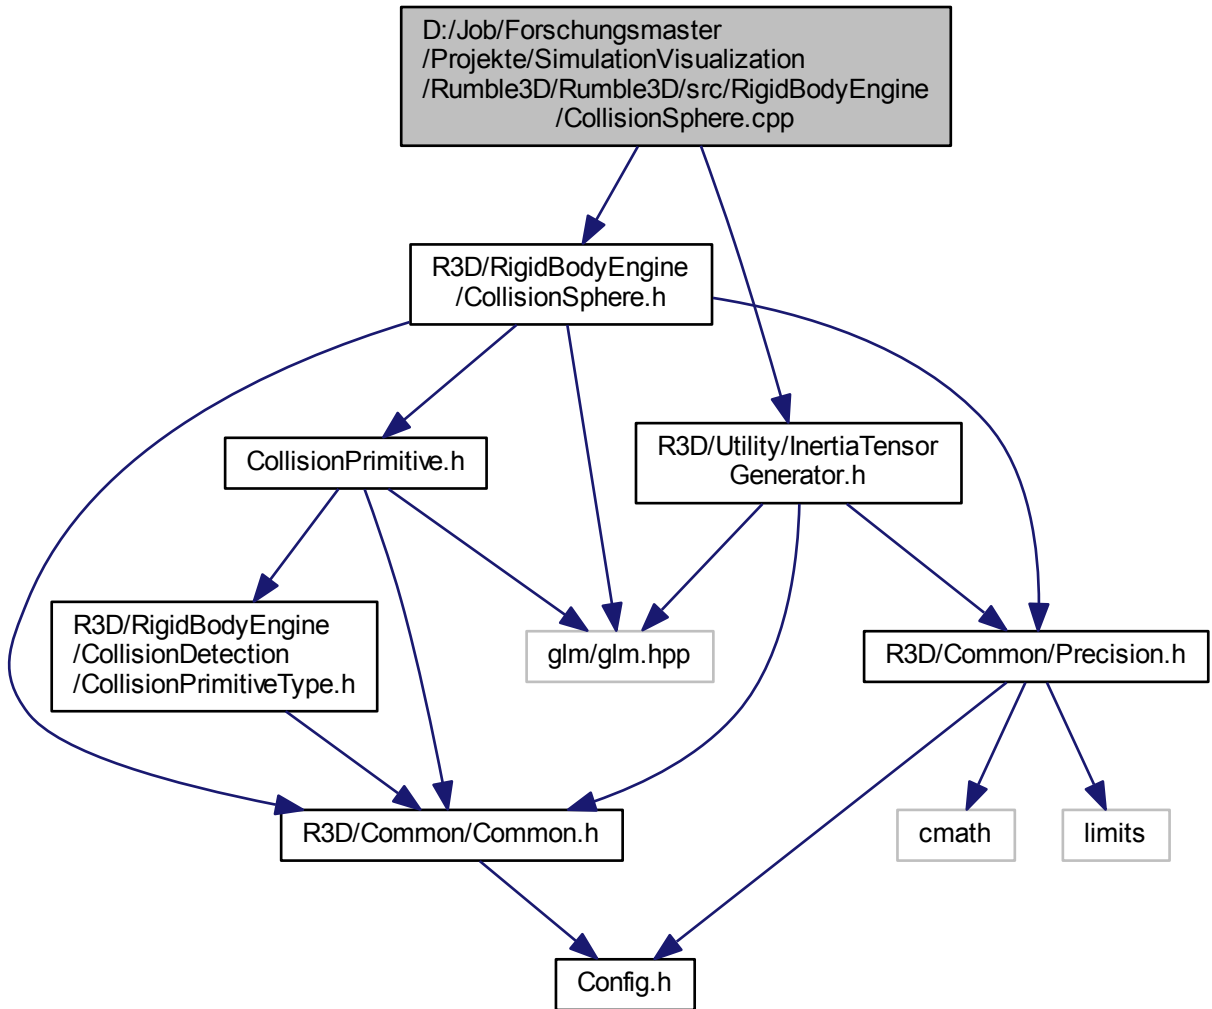 D:/Job/Forschungsmaster
/Projekte/SimulationVisualization
/Rumble3D/Rumble3D/src/RigidBodyEngine
/CollisionSphere.cpp
R3D/RigidBodyEngine
/CollisionSphere.h
CollisionPrimitive.h
R3D/Utility/InertiaTensor
Generator.h
R3D/RigidBodyEngine
/CollisionDetection
/CollisionPrimitiveType.h
glm/glm.hpp
R3D/Common/Precision.h
R3D/Common/Common.h
cmath
limits
Config.h